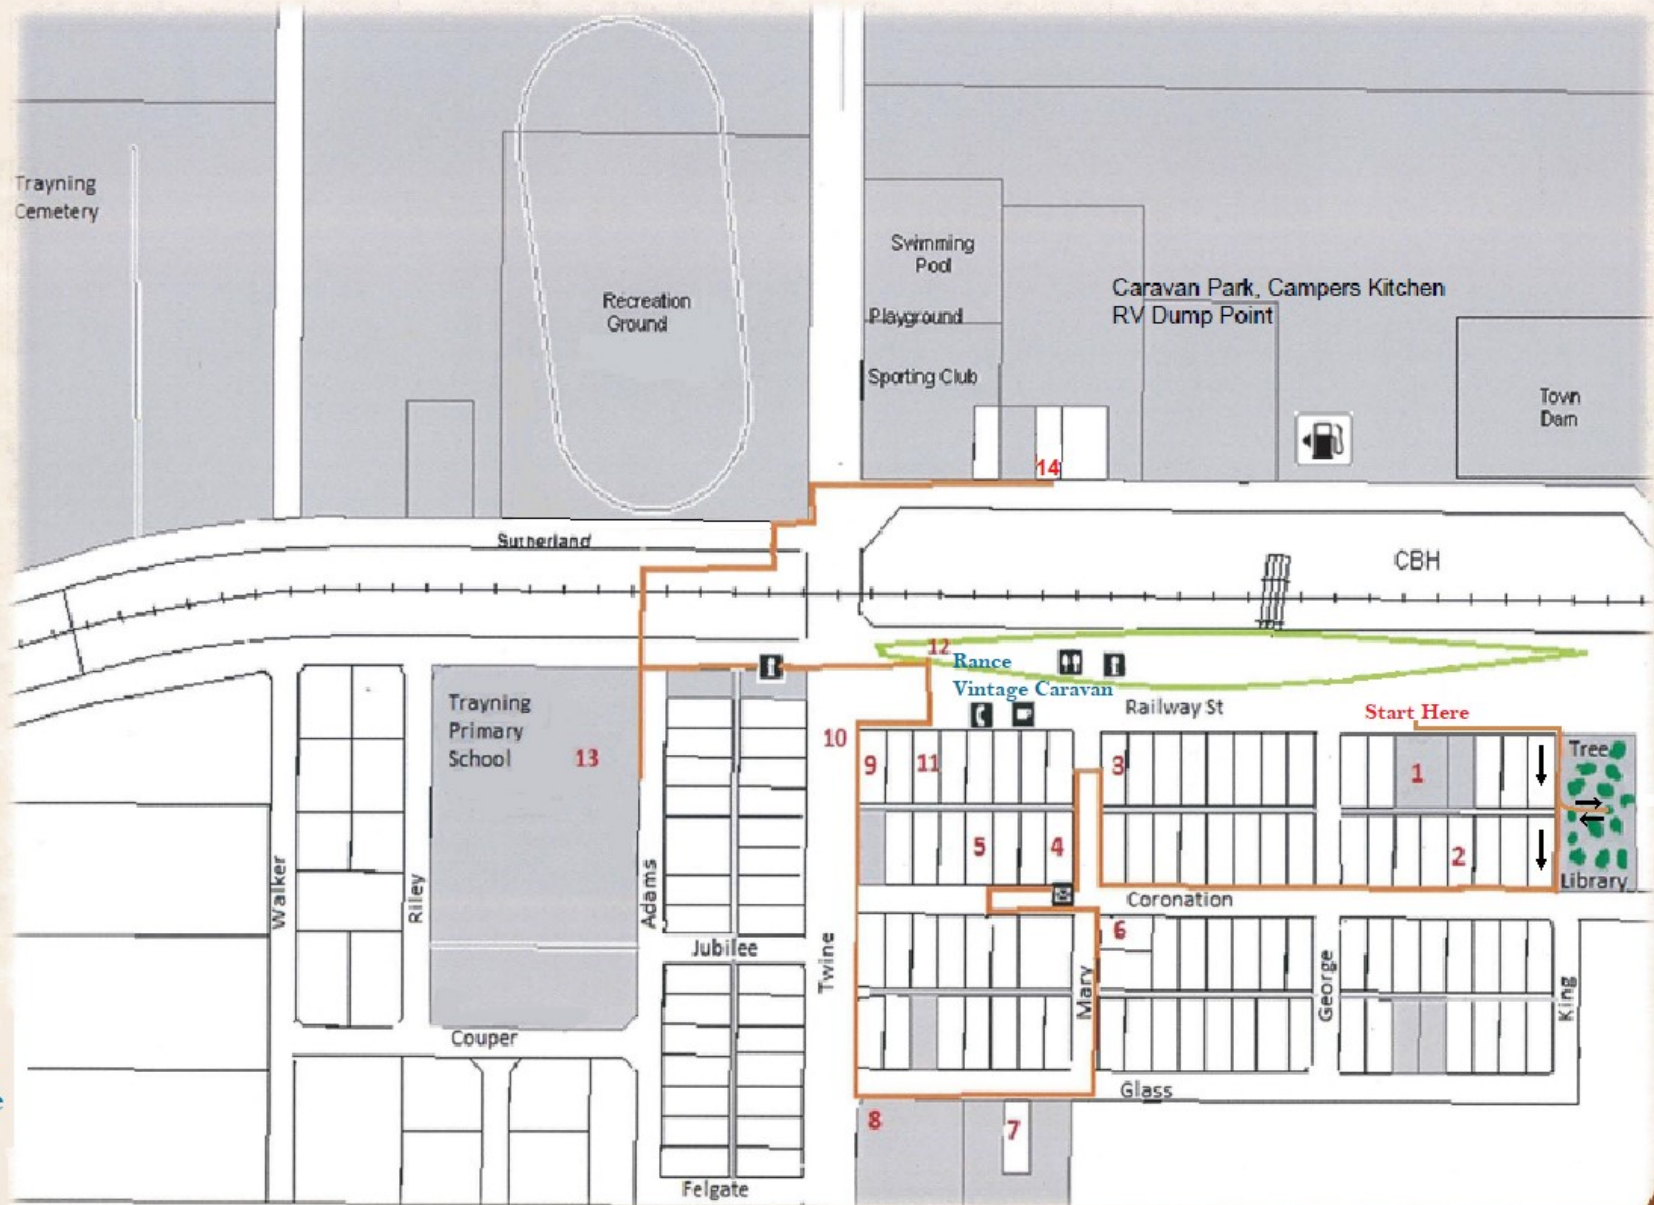 Trayning
Cemetery
Recreation
Ground
Swimming
Pool
Playground
Sporting Club
Caravan Park, Campers Kitchen
RV Dump Point
Town
Dam
14
Sutherland
CBH
12
Rance
Vintage Caravan
Railway St
Start Here
Trayning
Primary
School
13
10
9
11
3
1
Tree
5
4
2
Library
Walker
Riley
Adams
Coronation
Jubilee
Twine
6
Mary
George
King
Couper
Glass
8
7
Felgate